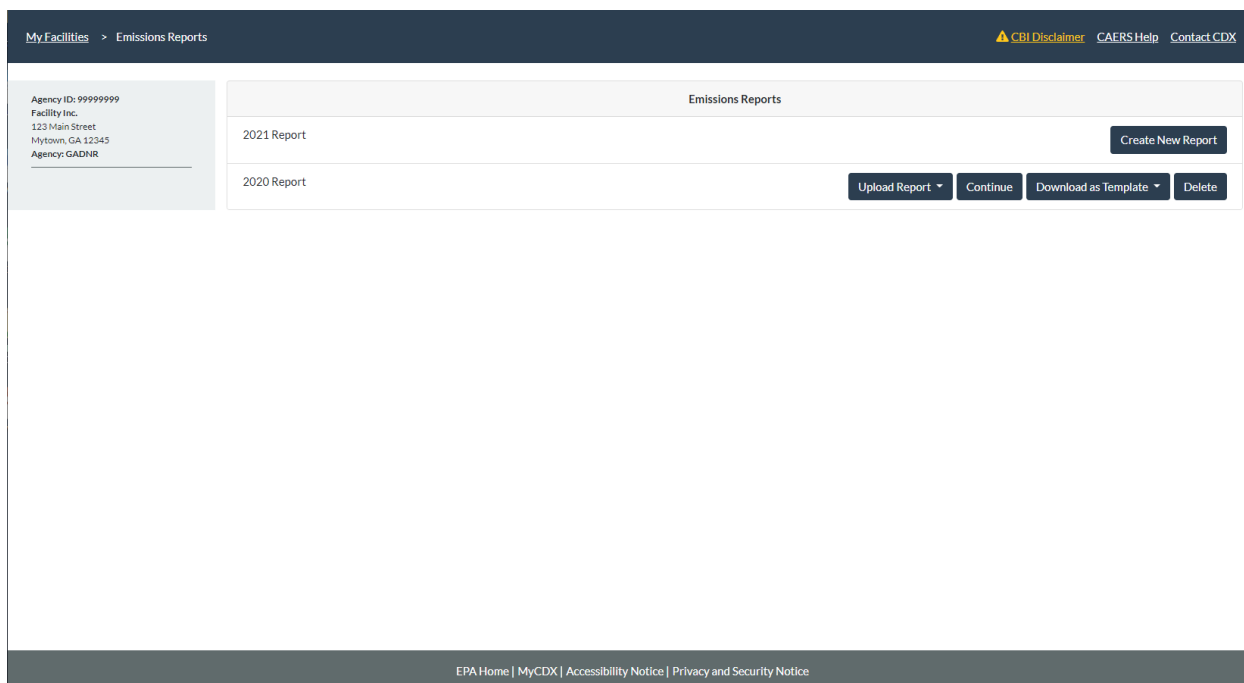 My Facilities > Emissions Reports
CBI Disclaimer CAERS Help Contact CDX
Agency ID: 99999999
Facility Inc.
123 Main Street
Mytown, GA 12345
Agency: GADNR
Emissions Reports
2021 Report
Create New Report
2020 Report
Upload Report Continue Download as Template Delete
EPA Home | MyCDX | Accessibility Notice | Privacy and Security Notice